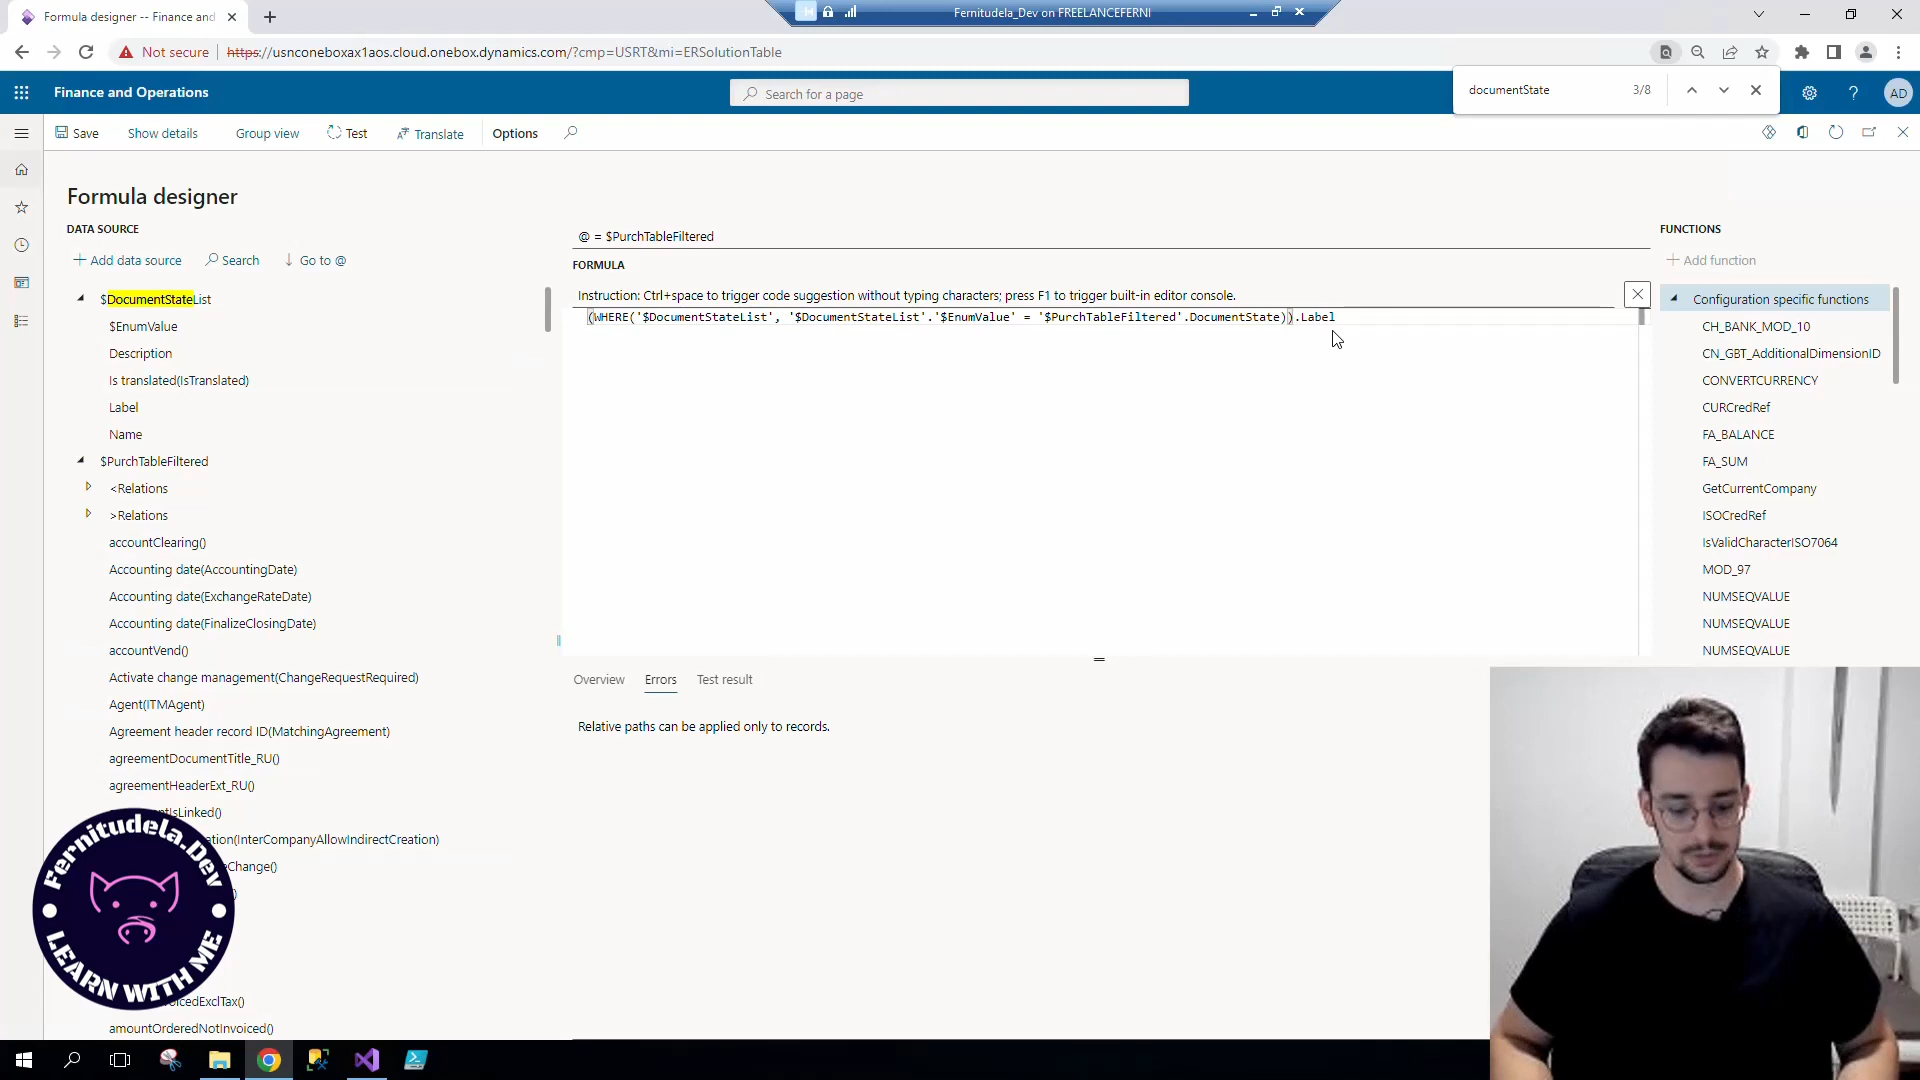 Formula designer -- Finance and
Fernitudela_Dev on FREELANCEFERNI
Not secure
https://usnconeboxax1aos.cloud.onebox.dynamics.com/?cmp=USRT&mi=ERSolutionTable
documentState
3/8
Finance and Operations
Search for a page
AD
Save
Show details
Group view
Test
Translate
Options
Formula designer
DATA SOURCE
Add data source
Search
Go to @
$DocumentStateList
$EnumValue
Description
Is translated(IsTranslated)
Label
Name
$PurchTableFiltered
<Relations
>Relations
accountClearing()
Accounting date(AccountingDate)
Accounting date(ExchangeRateDate)
Accounting date(FinalizeClosingDate)
accountVend()
Activate change management(ChangeRequestRequired)
Agent(ITMAgent)
Agreement header record ID(MatchingAgreement)
agreementDocumentTitle_RU()
agreementHeaderExt_RU()
IsLinked()
(InterCompanyAllowIndirectCreation)
Change()
ExclTax()
amountOrderedNotInvoiced()
@ = $PurchTableFiltered
FORMULA
Instruction: Ctrl+space to trigger code suggestion without typing characters; press F1 to trigger built-in editor console.
(WHERE('$DocumentStateList', '$DocumentStateList'.'$EnumValue' = '$PurchTableFiltered'.DocumentState)).Label
Overview
Errors
Test result
Relative paths can be applied only to records.
FUNCTIONS
Add function
Configuration specific functions
CH_BANK_MOD_10
CN_GBT_AdditionalDimensionID
CONVERTCURRENCY
CURCredRef
FA_BALANCE
FA_SUM
GetCurrentCompany
ISOCredRef
IsValidCharacterISO7064
MOD_97
NUMSEQVALUE
NUMSEQVALUE
NUMSEQVALUE
Fernitudela.Dev
LEARN WITH ME